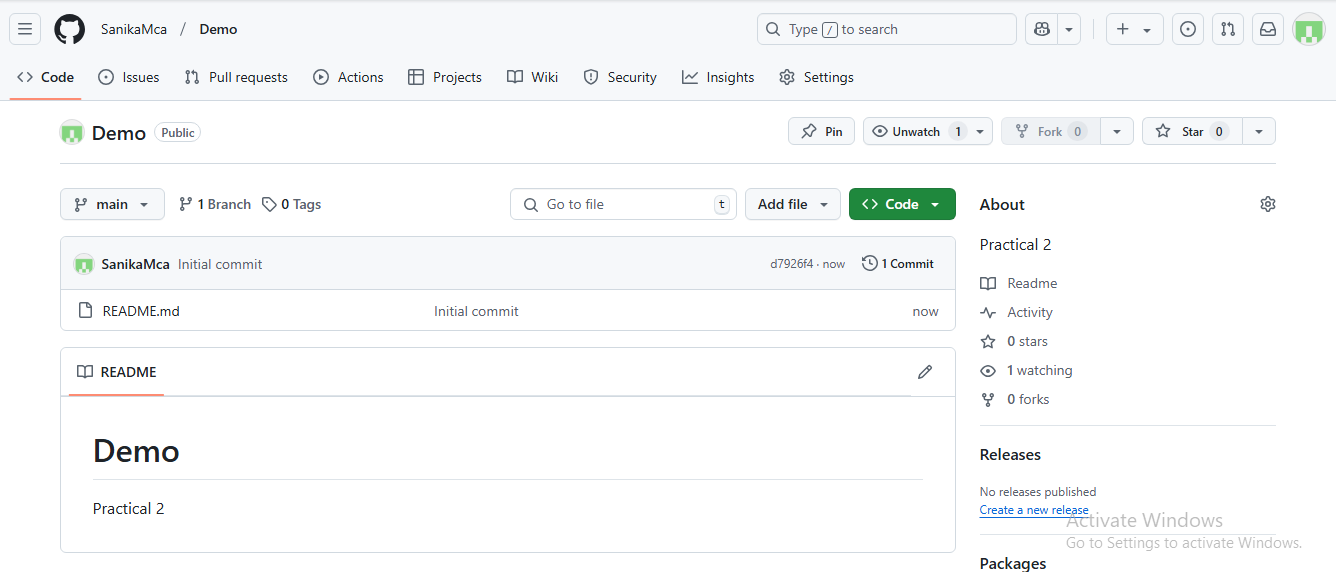 SanikaMca / Demo
Type / to search
Code Issues Pull requests Actions Projects Wiki Security Insights Settings
Demo Public
Pin Unwatch 1 Fork 0 Star 0
main 1 Branch 0 Tags
Go to file t Add file Code
SanikaMca Initial commit d7926f4 · now 1 Commit
README.md Initial commit now
README
Demo
Practical 2
About
Practical 2
Readme
Activity
0 stars
1 watching
0 forks
Releases
No releases published
Create a new release
Packages
Activate Windows
Go to Settings to activate Windows.